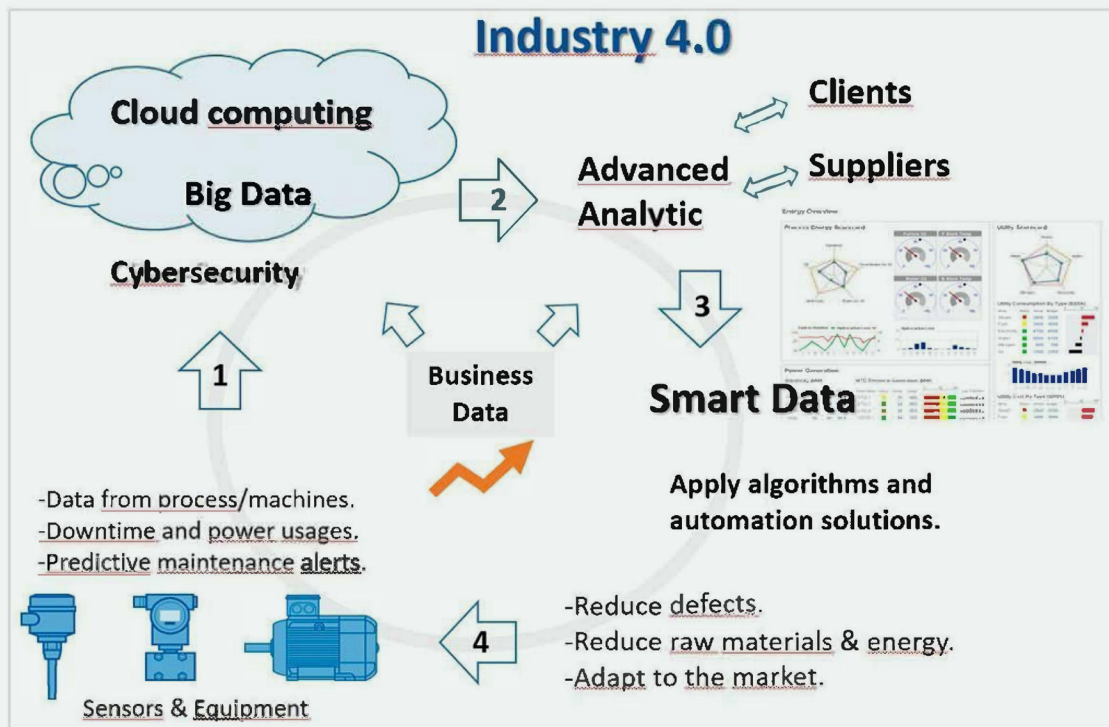 Industry 4.0
Cloud computing
Big Data
Cybersecurity
2
Advanced
Analytic
Clients
Suppliers
Energy Overview
3
1
Business
Data
Smart Data
Apply algorithms and
automation solutions.
-Data from process/machines.
-Downtime and power usages.
-Predictive maintenance alerts.
4
-Reduce defects.
-Reduce raw materials & energy.
-Adapt to the market.
Sensors & Equipment